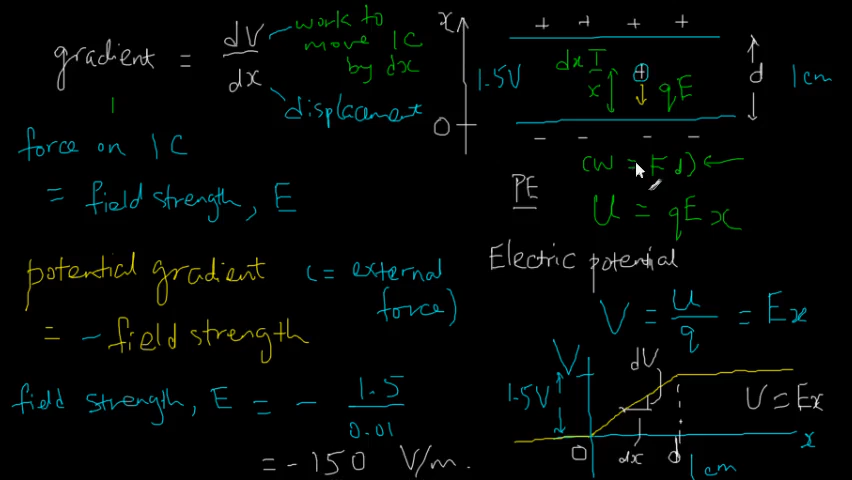 gradient = dV/dx
work to move 1C by dx
displacement
force on 1C
= field strength, E
potential gradient (= external force)
= - field strength
field strength, E = - 1.5/0.01
= -150 V/m.
x
0
+ + + +
1.5V
dx
x
+
qE
d
1cm
- - - -
(W = Fd) ←
PE
U = qEx
Electric potential
V = U/q = Ex
V
1.5V
dV
U = Ex
0
dx
d
x
1cm